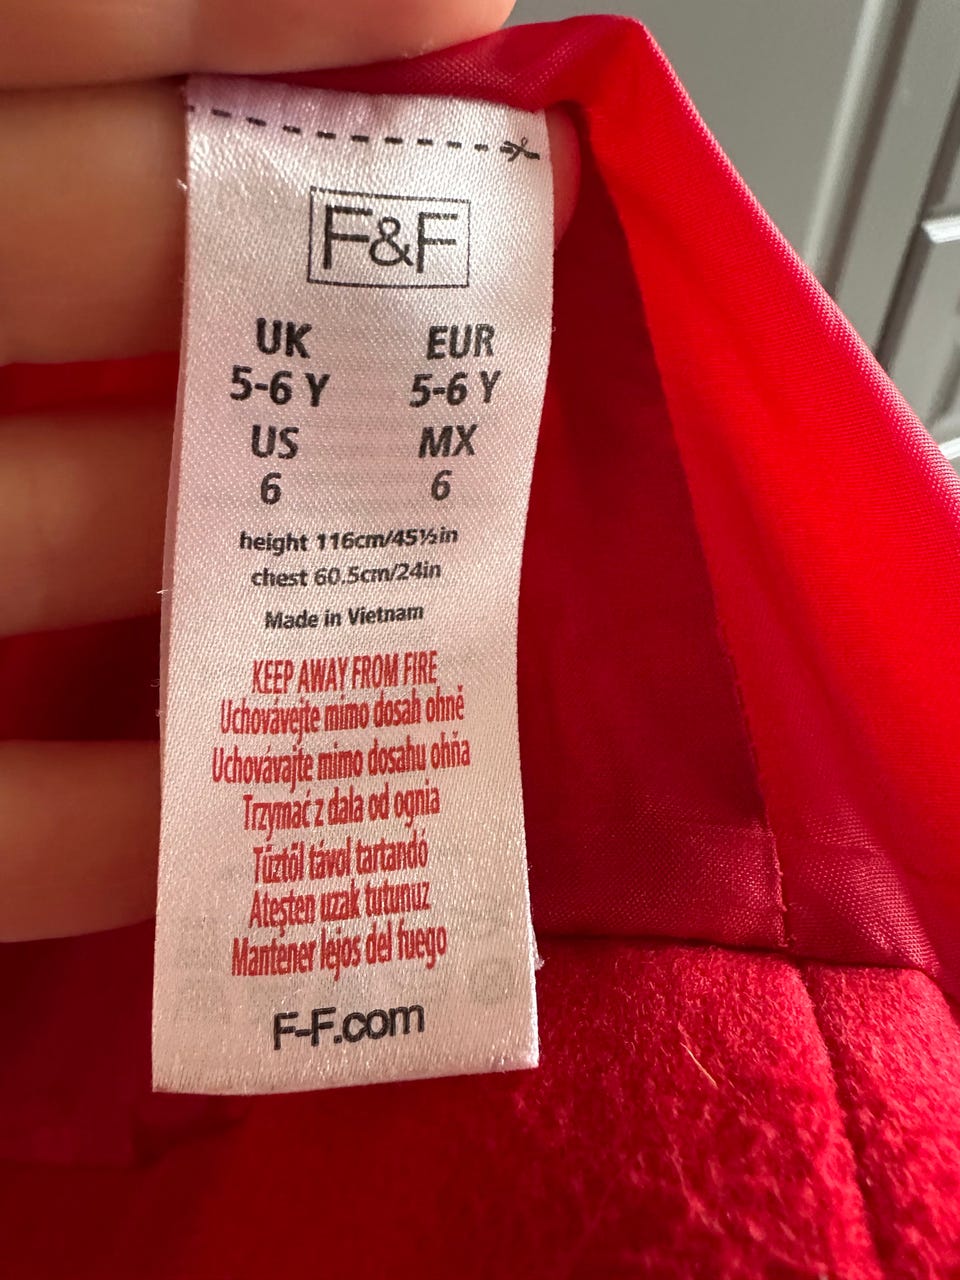 F&F
UK EUR
5-6 Y 5-6 Y
US MX
6 6
height 116cm/45½in
chest 60.5cm/24in
Made in Vietnam
KEEP AWAY FROM FIRE
Uchovávejte mimo dosah ohně
Uchovávajte mimo dosahu ohňa
Trzymać z dala od ognia
Tűztől távol tartandó
Ateşten uzak tutunuz
Mantener lejos del fuego
F-F.com